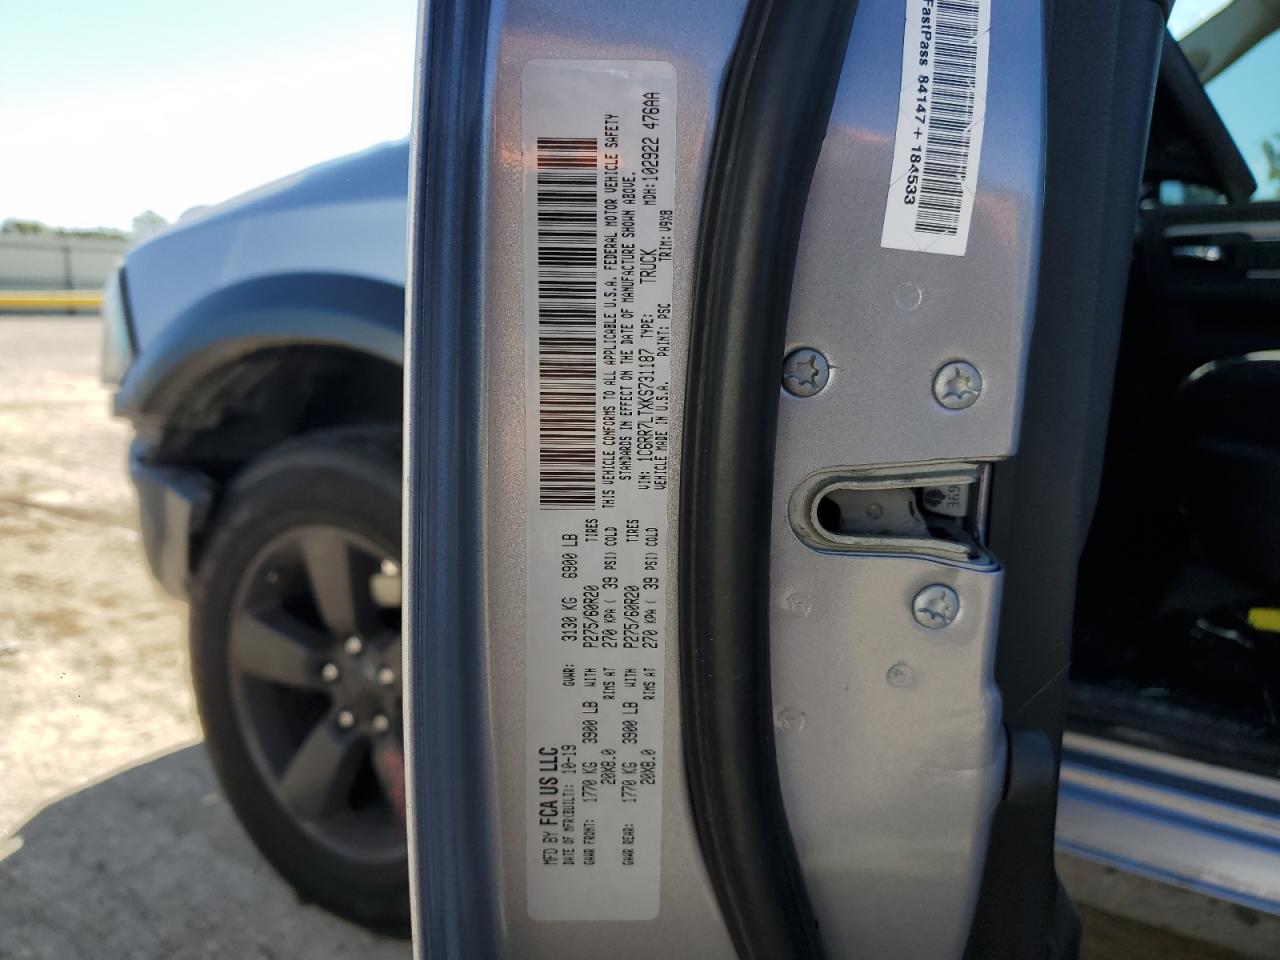 MFD BY FCA US LLC
DATE OF MFR(BUILT): 10-19 GVWR: 3130 KG 6900 LB
GAWR FRONT: 1770 KG 3900 LB WITH P275/60R20 TIRES
20X8.0 RIMS AT 270 KPA ( 39 PSI) COLD
GAWR REAR: 1770 KG 3900 LB WITH P275/60R20 TIRES
20X8.0 RIMS AT 270 KPA ( 39 PSI) COLD
THIS VEHICLE CONFORMS TO ALL APPLICABLE U.S.A. FEDERAL MOTOR VEHICLE SAFETY
STANDARDS IN EFFECT ON THE DATE OF MANUFACTURE SHOWN ABOVE.
VIN: 1C6RR7LTXKS731187 TYPE: TRUCK MDH:102922 476AA
VEHICLE MADE IN U.S.A. PAINT: PSC TRIM: V9X8
FastPass 84147+184533
69E